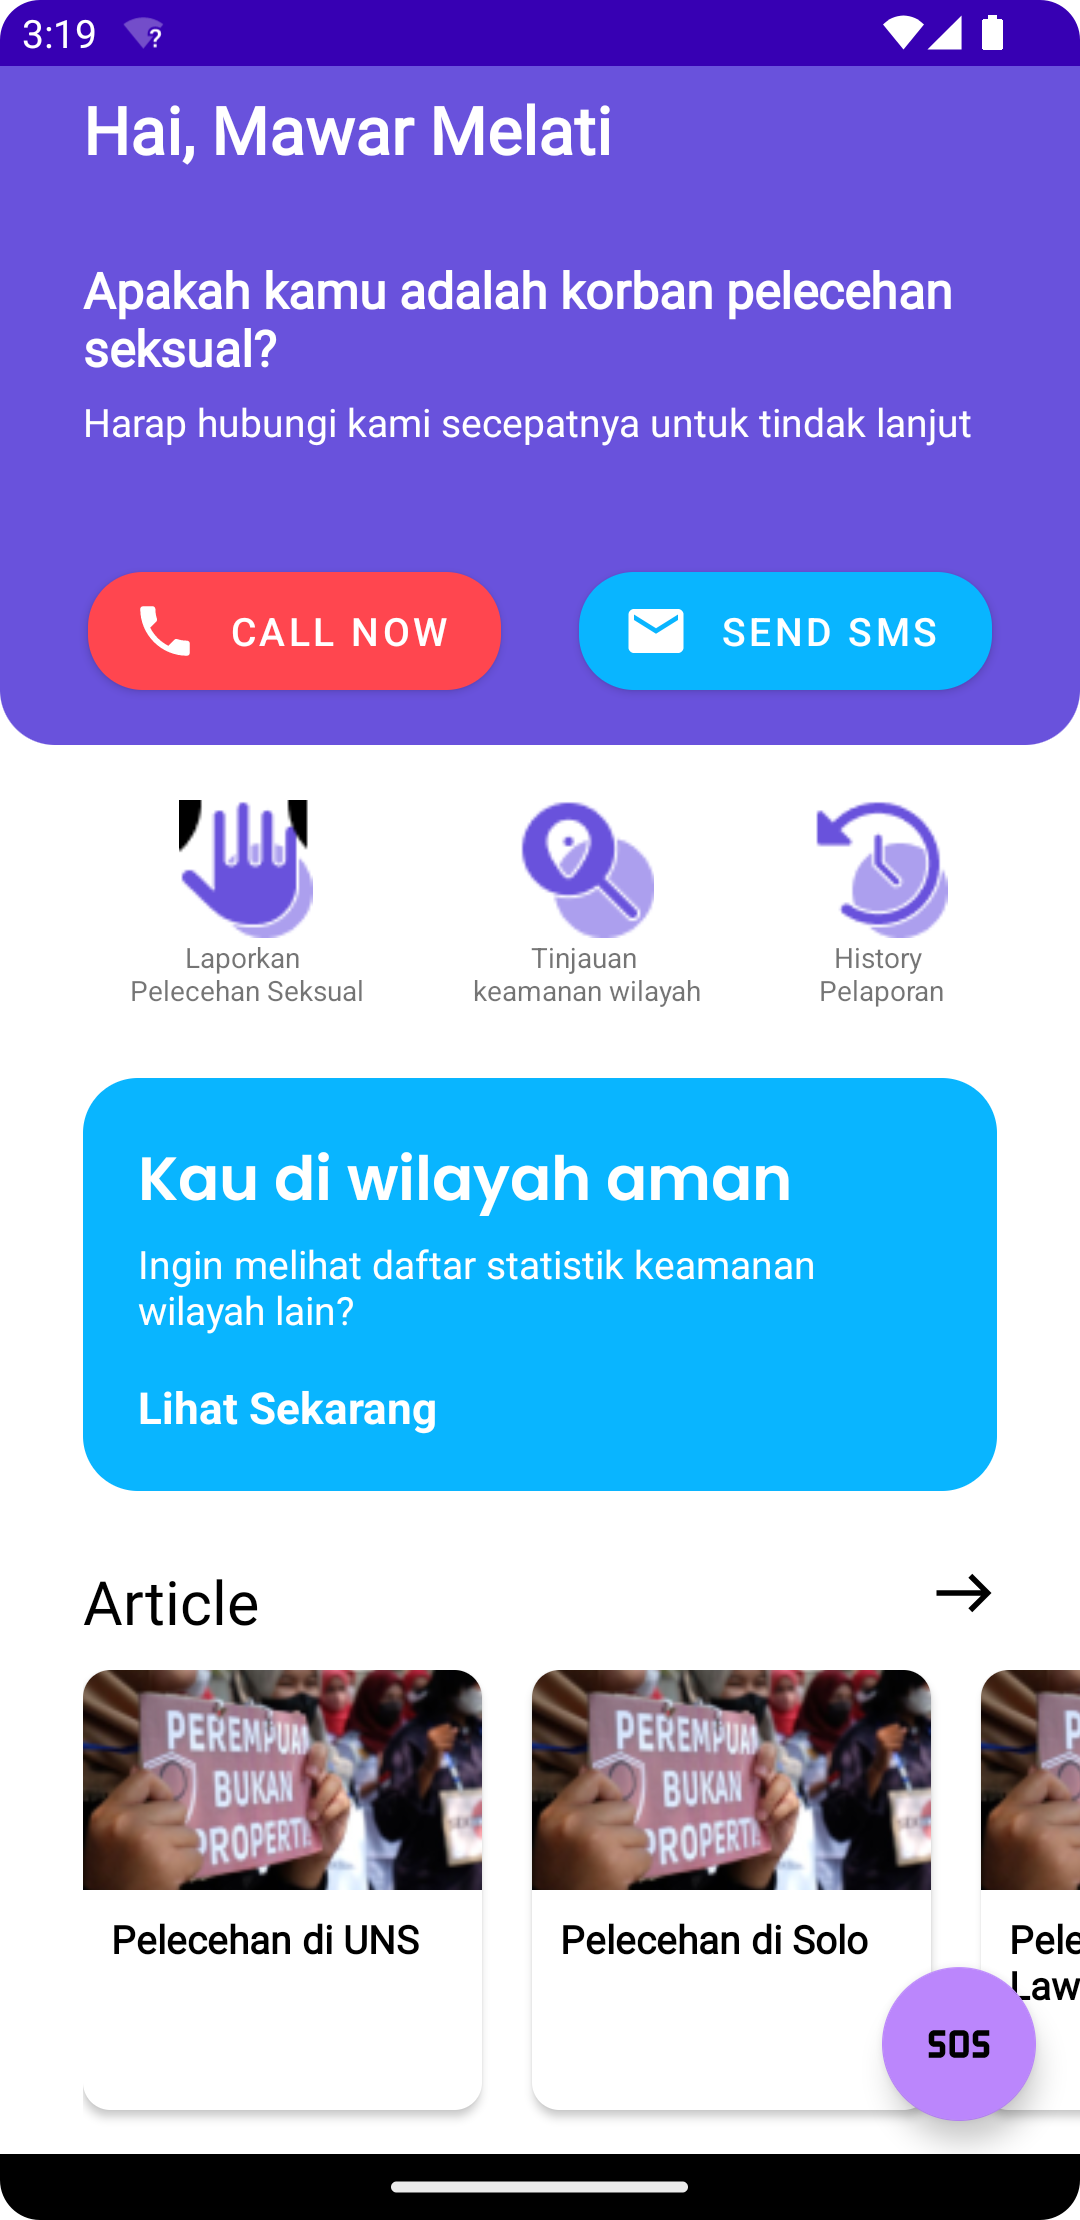 3:19
Hai, Mawar Melati
Apakah kamu adalah korban pelecehan
seksual?
Harap hubungi kami secepatnya untuk tindak lanjut
CALL NOW
SEND SMS
Laporkan
Pelecehan Seksual
Tinjauan
keamanan wilayah
History
Pelaporan
Kau di wilayah aman
Ingin melihat daftar statistik keamanan
wilayah lain?
Lihat Sekarang
Article
PEREMPUAN
BUKAN
PROPERTI
PEREMPUAN
BUKAN
PROPERTI
Pelecehan di UNS
Pelecehan di Solo
Pele
Law
SOS